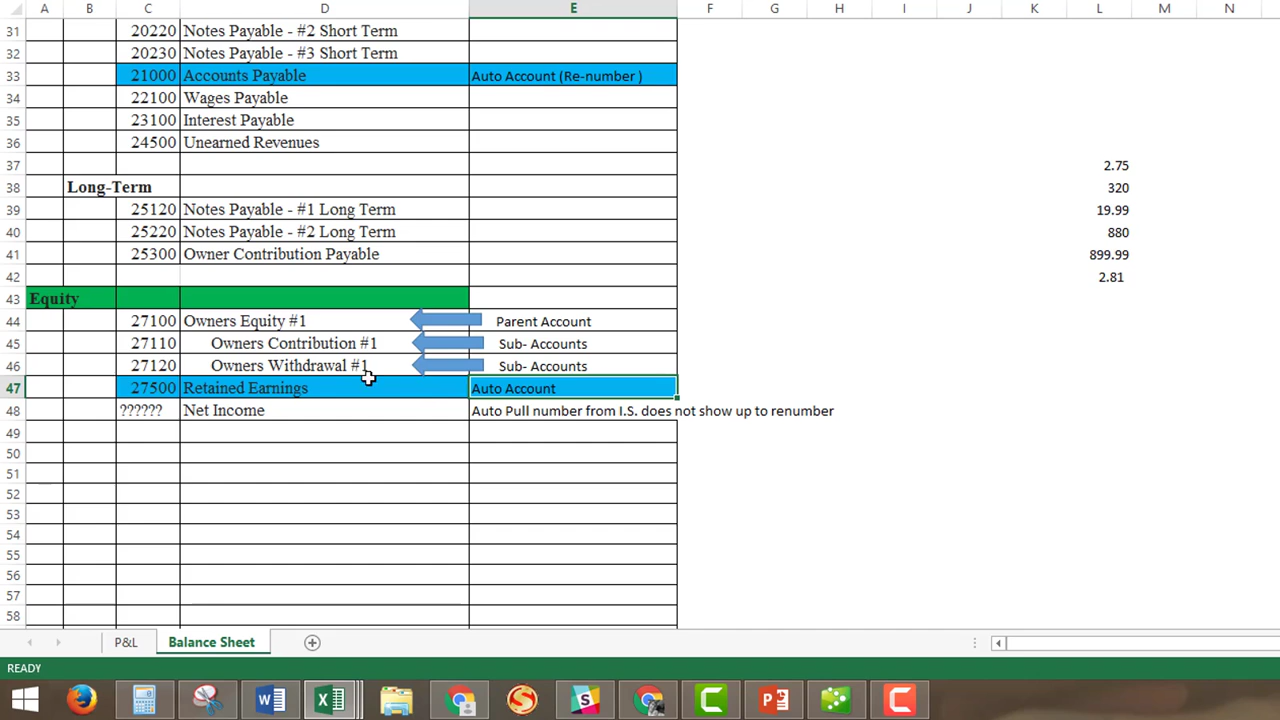 A B C D E F G H I J K L M N
31 20220 Notes Payable - #2 Short Term
32 20230 Notes Payable - #3 Short Term
33 21000 Accounts Payable Auto Account (Re-number )
34 22100 Wages Payable
35 23100 Interest Payable
36 24500 Unearned Revenues
37 2.75
38 Long-Term 320
39 25120 Notes Payable - #1 Long Term 19.99
40 25220 Notes Payable - #2 Long Term 880
41 25300 Owner Contribution Payable 899.99
42 2.81
43 Equity
44 27100 Owners Equity #1 Parent Account
45 27110 Owners Contribution #1 Sub- Accounts
46 27120 Owners Withdrawal #1 Sub- Accounts
47 27500 Retained Earnings Auto Account
48 ?????? Net Income Auto Pull number from I.S. does not show up to renumber
49
50
51
52
53
54
55
56
57
58
P&L Balance Sheet
READY